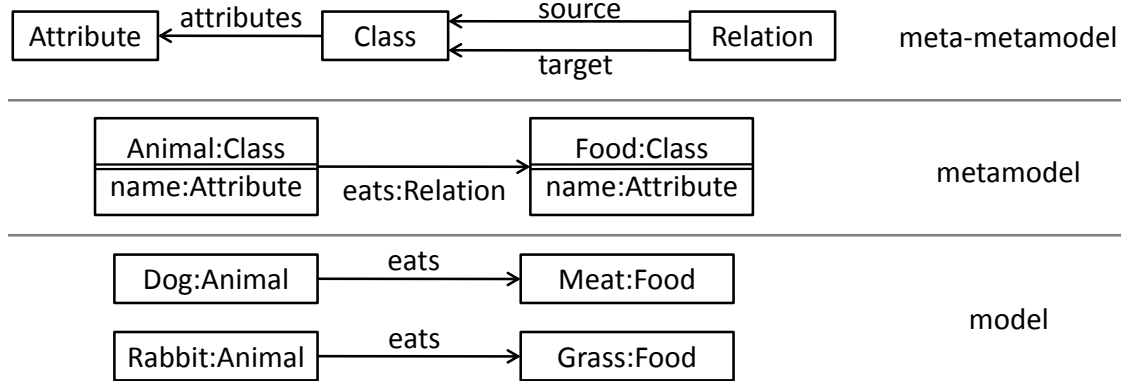 source
attributes
Attribute
Class
Relation
meta-metamodel
target
Animal:Class
Food:Class
name:Attribute
eats:Relation
name:Attribute
metamodel
eats
Dog:Animal
Meat:Food
model
eats
Rabbit:Animal
Grass:Food